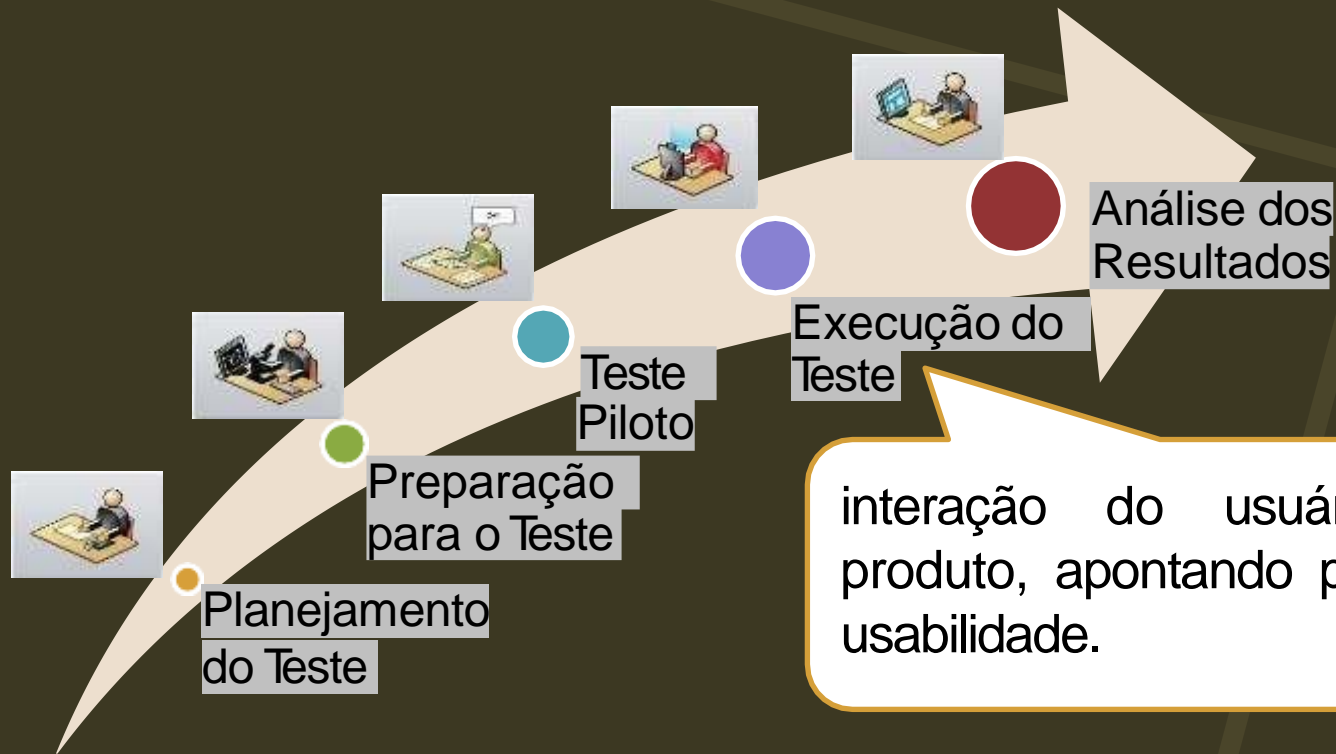 Planejamento
do Teste
Preparação
para o Teste
Teste
Piloto
Execução do
Teste
Análise dos
Resultados
interação do
produto, apontando
usabilidade.